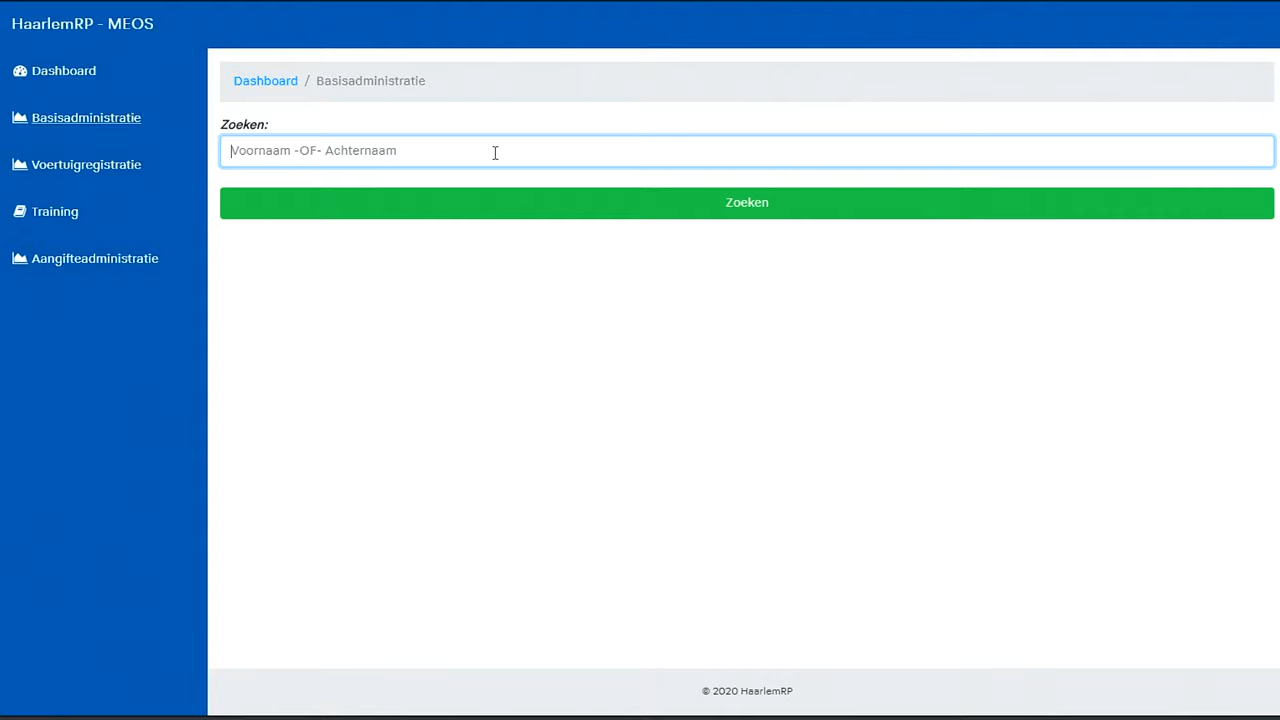 HaarlemRP - MEOS
Dashboard
Basisadministratie
Voertuigregistratie
Training
Aangifteadministratie
Dashboard / Basisadministratie
Zoeken:
Voornaam -OF- Achternaam
Zoeken
© 2020 HaarlemRP